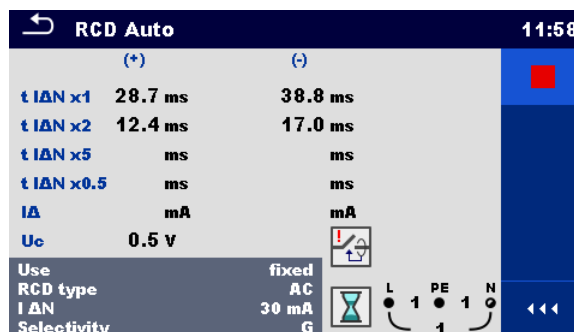 RCD Auto 11:58
(+) (-)
t IΔN x1 28.7 ms 38.8 ms
t IΔN x2 12.4 ms 17.0 ms
t IΔN x5 ms ms
t IΔN x0.5 ms ms
IΔ mA mA
Uc 0.5 V
Use fixed
RCD type AC
I ΔN 30 mA
Selectivity G
L PE N
1 1
1